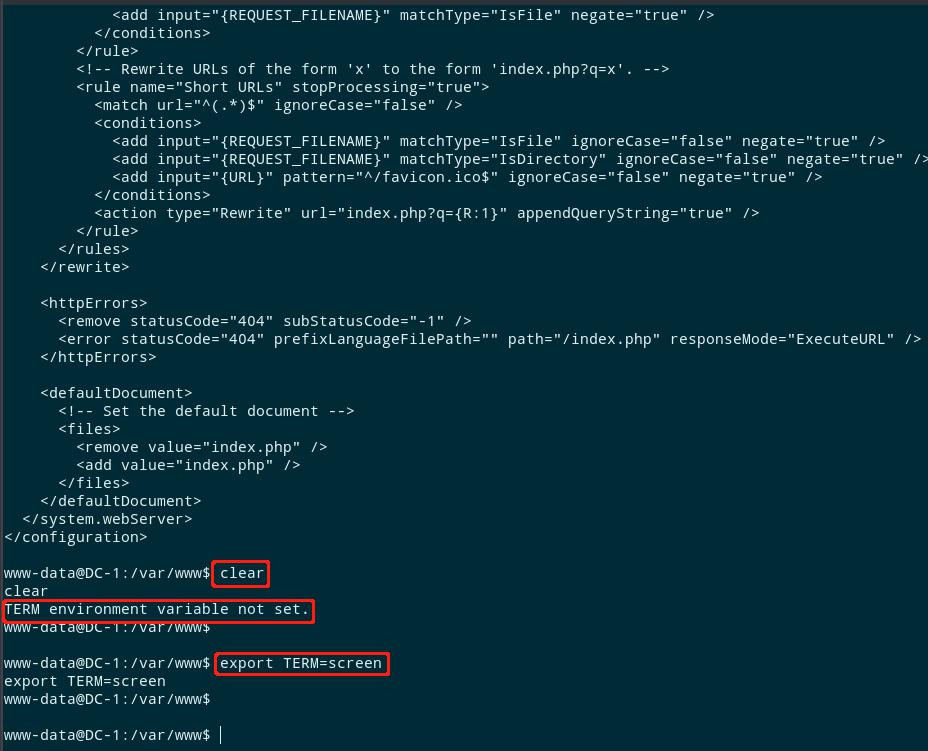 <add input="{REQUEST_FILENAME}" matchType="IsFile" negate="true" />
</conditions>
</rule>
<!-- Rewrite URLs of the form 'x' to the form 'index.php?q=x'. -->
<rule name="Short URLs" stopProcessing="true">
<match url="^(.*)$" ignoreCase="false" />
<conditions>
<add input="{REQUEST_FILENAME}" matchType="IsFile" ignoreCase="false" negate="true" />
<add input="{REQUEST_FILENAME}" matchType="IsDirectory" ignoreCase="false" negate="true" />
<add input="{URL}" pattern="^/favicon.ico$" ignoreCase="false" negate="true" />
</conditions>
<action type="Rewrite" url="index.php?q={R:1}" appendQueryString="true" />
</rule>
</rules>
</rewrite>
<httpErrors>
<remove statusCode="404" subStatusCode="-1" />
<error statusCode="404" prefixLanguageFilePath="" path="/index.php" responseMode="ExecuteURL" />
</httpErrors>
<defaultDocument>
<!-- Set the default document -->
<files>
<remove value="index.php" />
<add value="index.php" />
</files>
</defaultDocument>
</system.webServer>
</configuration>
www-data@DC-1:/var/www$ clear
clear
TERM environment variable not set.
www-data@DC-1:/var/www$
www-data@DC-1:/var/www$ export TERM=screen
export TERM=screen
www-data@DC-1:/var/www$
www-data@DC-1:/var/www$